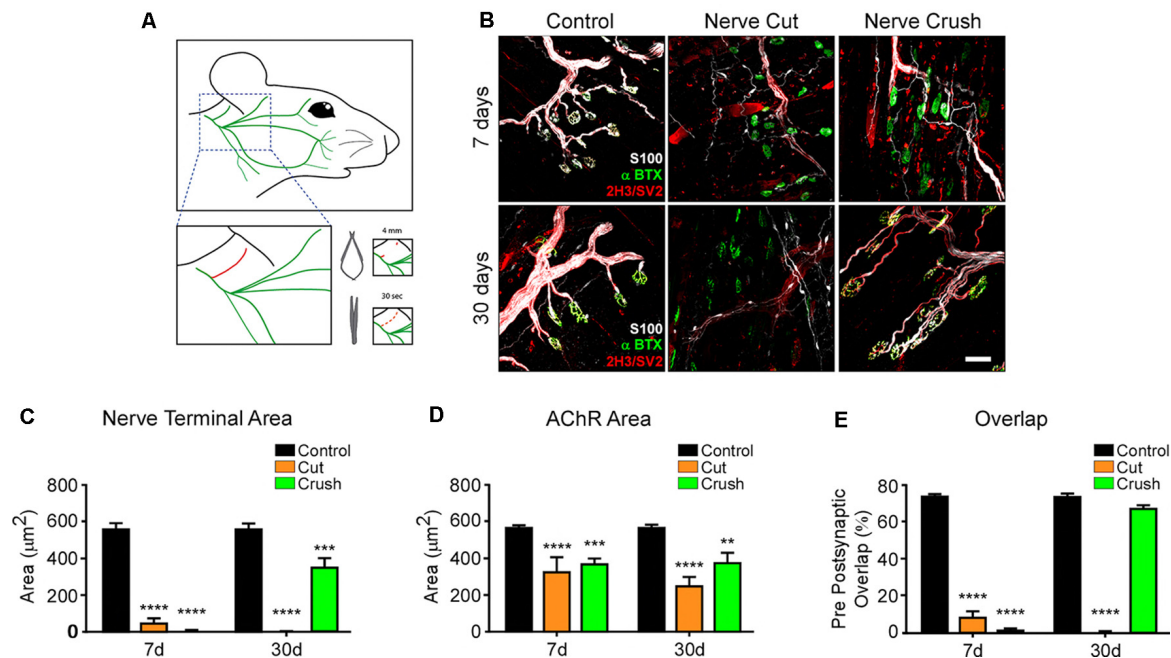 A
4 mm
30 sec
B
Control
Nerve Cut
Nerve Crush
7 days
S100
α BTX
2H3/SV2
30 days
S100
α BTX
2H3/SV2
C
Nerve Terminal Area
Control
Cut
Crush
Area (µm²)
800
600
400
200
0
****
****
****
***
7d
30d
D
AChR Area
Control
Cut
Crush
Area (µm²)
800
600
400
200
0
****
***
****
**
7d
30d
E
Overlap
Control
Cut
Crush
Pre Postsynaptic
Overlap (%)
80
60
40
20
0
****
****
****
7d
30d